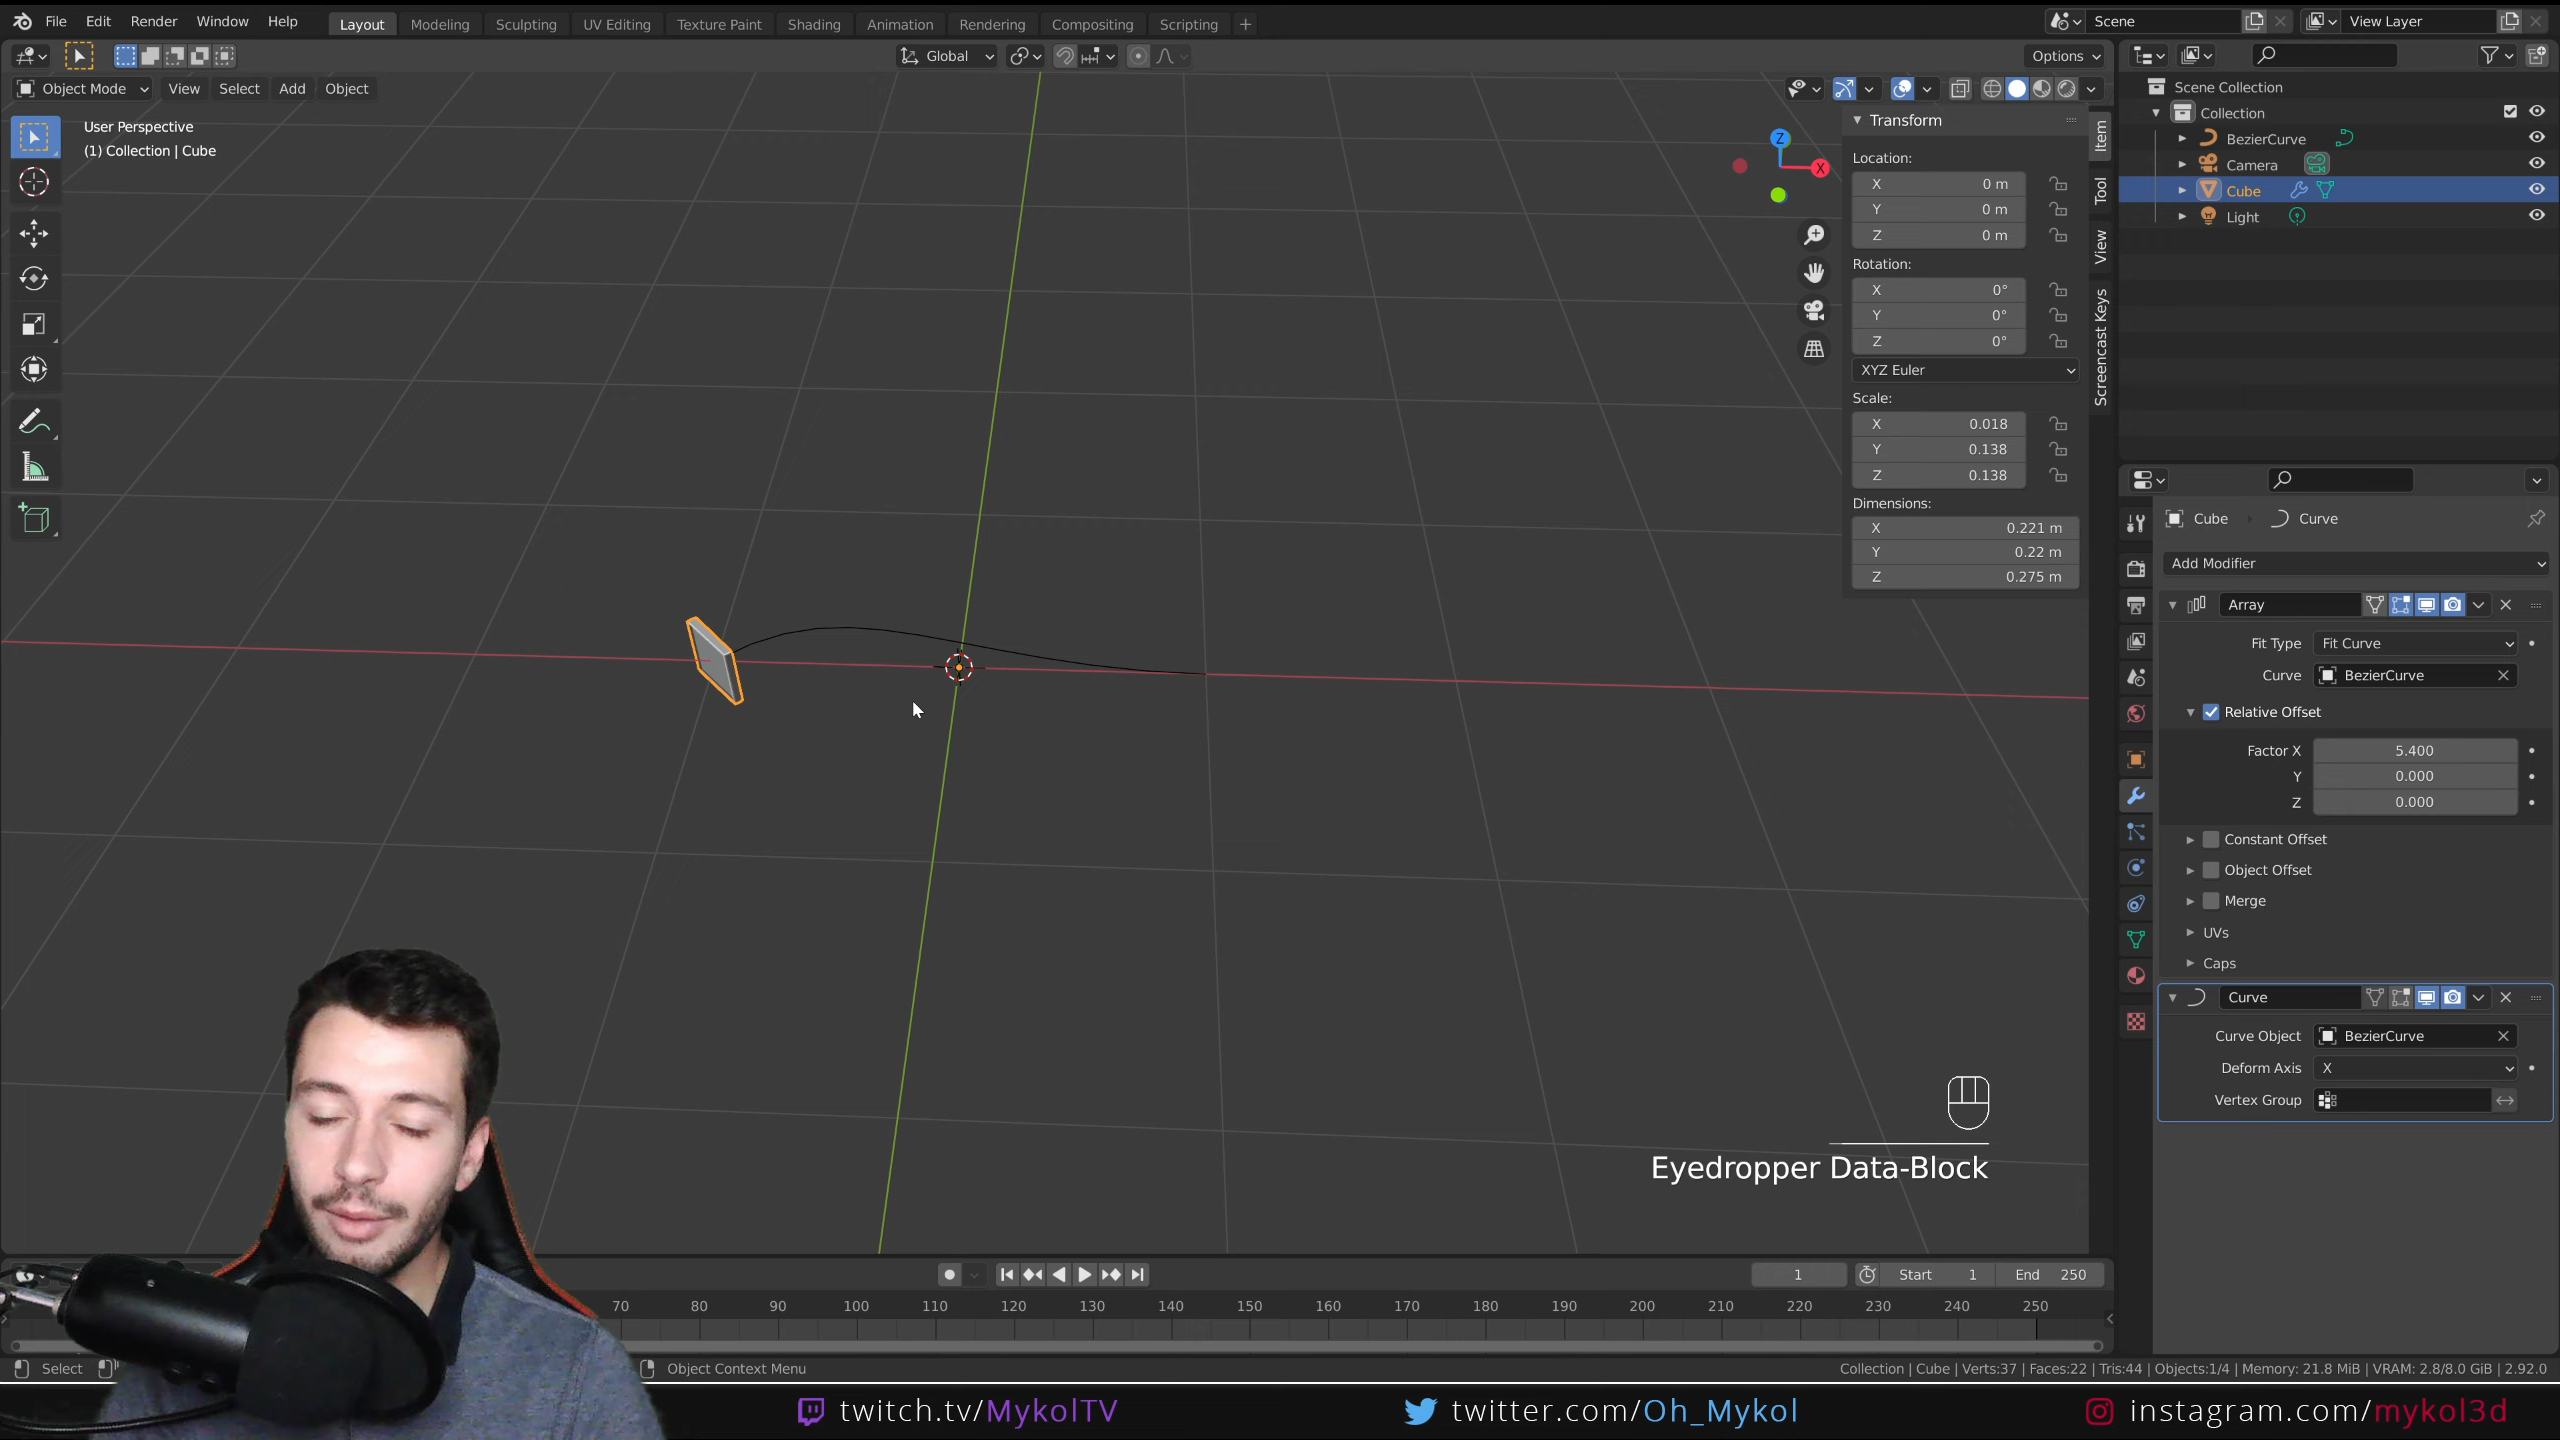 File Edit Render Window Help Layout Modeling Sculpting UV Editing Texture Paint Shading Animation Rendering Compositing Scripting + Scene View Layer
Global Options
Object Mode View Select Add Object
User Perspective
(1) Collection | Cube
Z
X
Transform
Location:
X 0 m
Y 0 m
Z 0 m
Rotation:
X 0°
Y 0°
Z 0°
XYZ Euler
Scale:
X 0.018
Y 0.138
Z 0.138
Dimensions:
X 0.221 m
Y 0.22 m
Z 0.275 m
Item
Tool
View
Screencast Keys
Scene Collection
Collection
BezierCurve
Camera
Cube
Light
Cube Curve
Add Modifier
Array
Fit Type Fit Curve
Curve BezierCurve
Relative Offset
Factor X 5.400
Y 0.000
Z 0.000
Constant Offset
Object Offset
Merge
UVs
Caps
Curve
Curve Object BezierCurve
Deform Axis X
Vertex Group
Eyedropper Data-Block
1 Start 1 End 250
70 80 90 100 110 120 130 140 150 160 170 180 190 200 210 220 230 240 250
Select Object Context Menu Collection | Cube | Verts:37 | Faces:22 | Tris:44 | Objects:1/4 | Memory: 21.8 MiB | VRAM: 2.8/8.0 GiB | 2.92.0
twitch.tv/MykolTV twitter.com/Oh_Mykol instagram.com/mykol3d